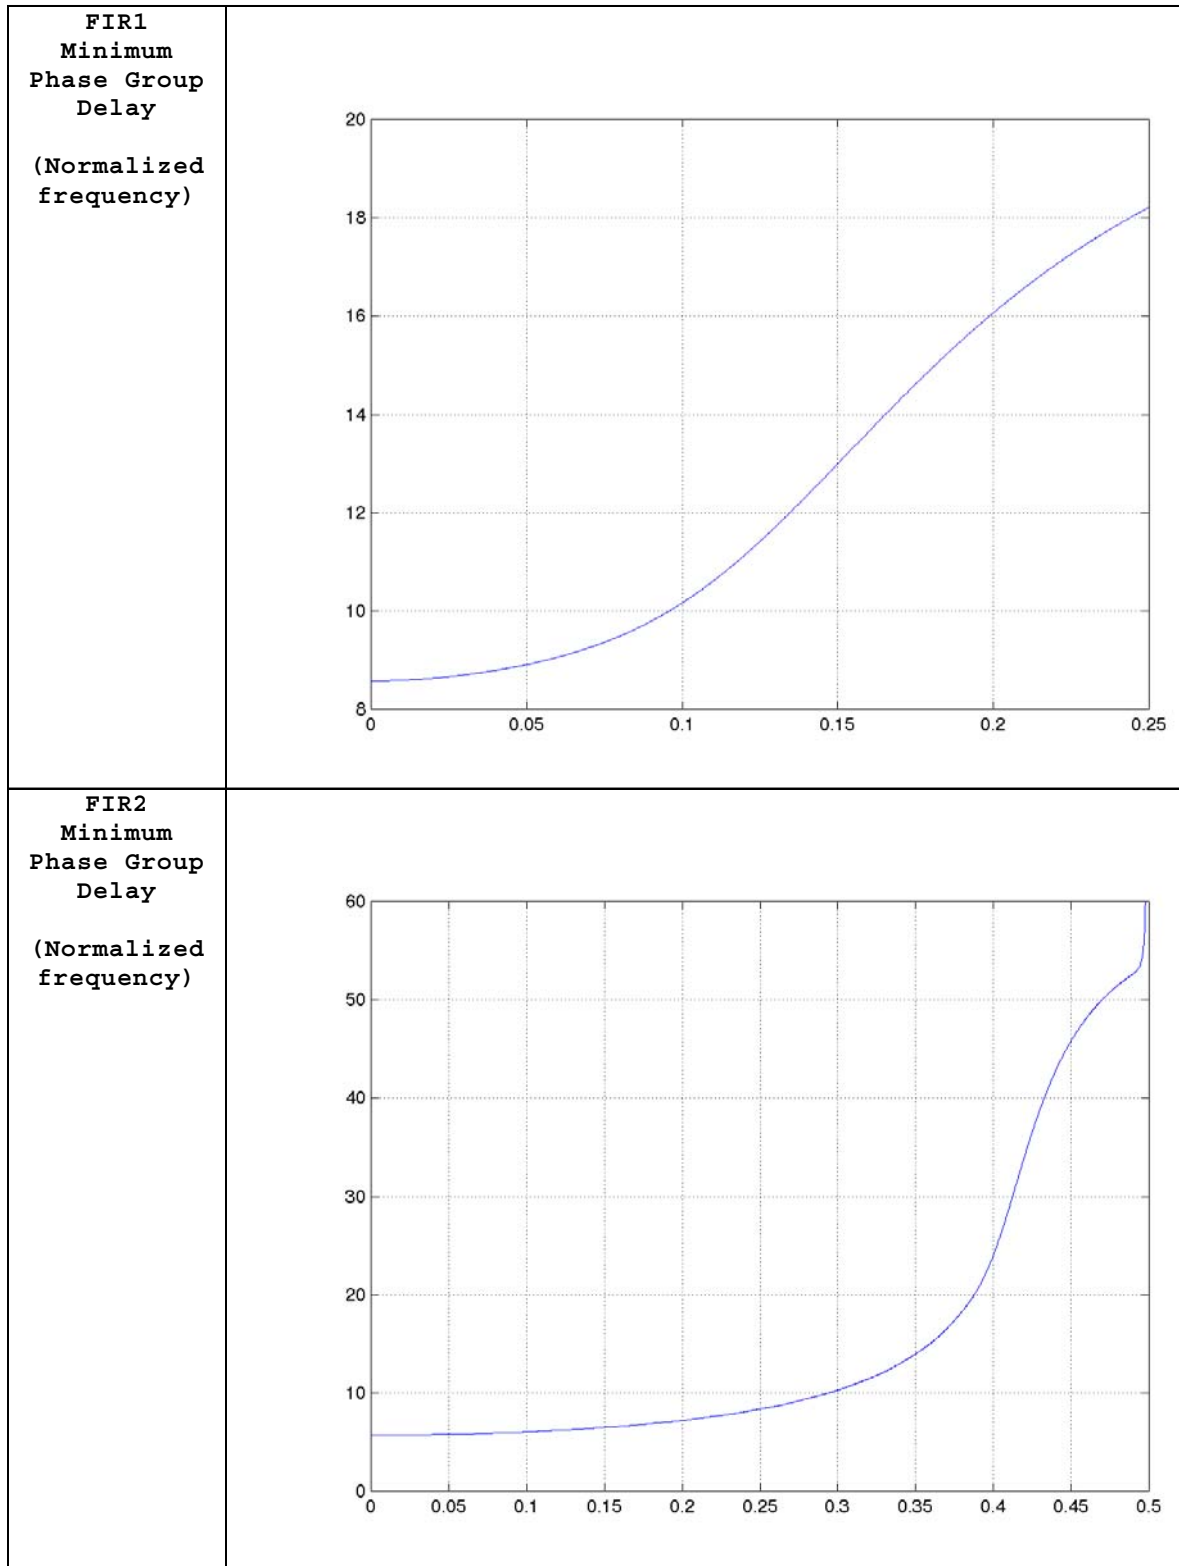 FIR1
Minimum
Phase Group
Delay
(Normalized
frequency)
20
18
16
14
12
10
8
0 0.05 0.1 0.15 0.2 0.25
FIR2
Minimum
Phase Group
Delay
(Normalized
frequency)
60
50
40
30
20
10
0
0 0.05 0.1 0.15 0.2 0.25 0.3 0.35 0.4 0.45 0.5